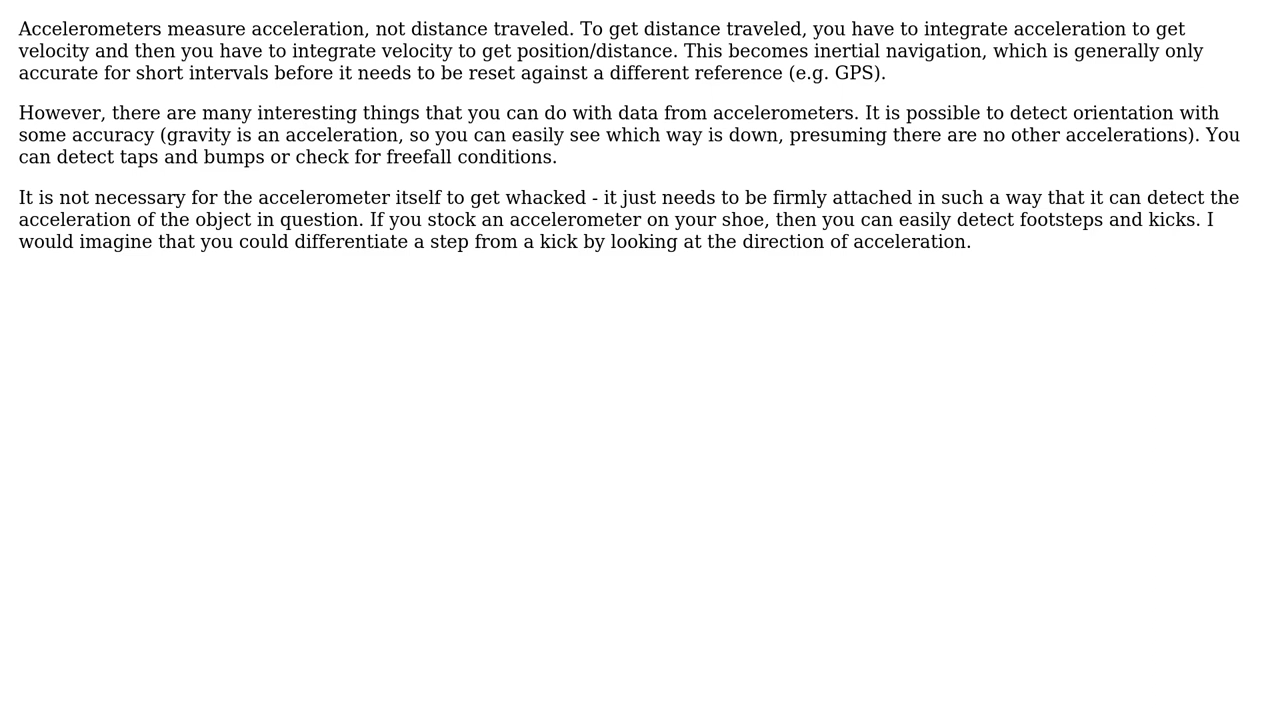 Accelerometers measure acceleration, not distance traveled. To get distance traveled, you have to integrate acceleration to get
velocity and then you have to integrate velocity to get position/distance. This becomes inertial navigation, which is generally only
accurate for short intervals before it needs to be reset against a different reference (e.g. GPS).
However, there are many interesting things that you can do with data from accelerometers. It is possible to detect orientation with
some accuracy (gravity is an acceleration, so you can easily see which way is down, presuming there are no other accelerations). You
can detect taps and bumps or check for freefall conditions.
It is not necessary for the accelerometer itself to get whacked - it just needs to be firmly attached in such a way that it can detect the
acceleration of the object in question. If you stock an accelerometer on your shoe, then you can easily detect footsteps and kicks. I
would imagine that you could differentiate a step from a kick by looking at the direction of acceleration.